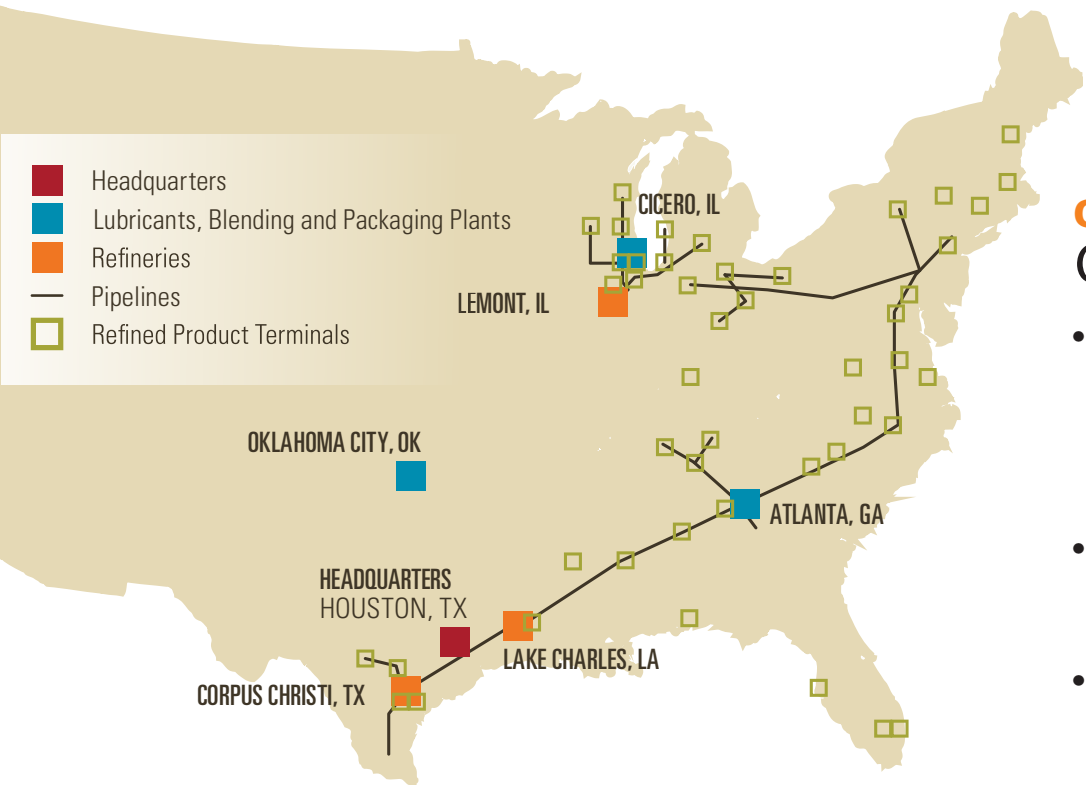 Headquarters
Lubricants, Blending and Packaging Plants
Refineries
Pipelines
Refined Product Terminals
CICERO, IL
LEMONT, IL
OKLAHOMA CITY, OK
ATLANTA, GA
HEADQUARTERS
HOUSTON, TX
LAKE CHARLES, LA
CORPUS CHRISTI, TX